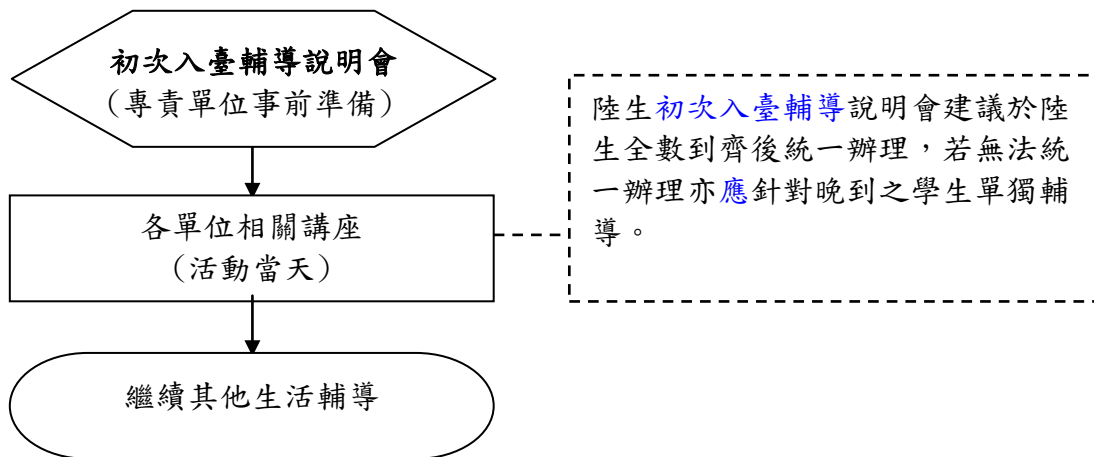 初次入臺輔導說明會
（專責單位事前準備）
各單位相關講座
（活動當天）
陸生初次入臺輔導說明會建議於陸
生全數到齊後統一辦理，若無法統
一辦理亦應針對晚到之學生單獨輔
導。
繼續其他生活輔導